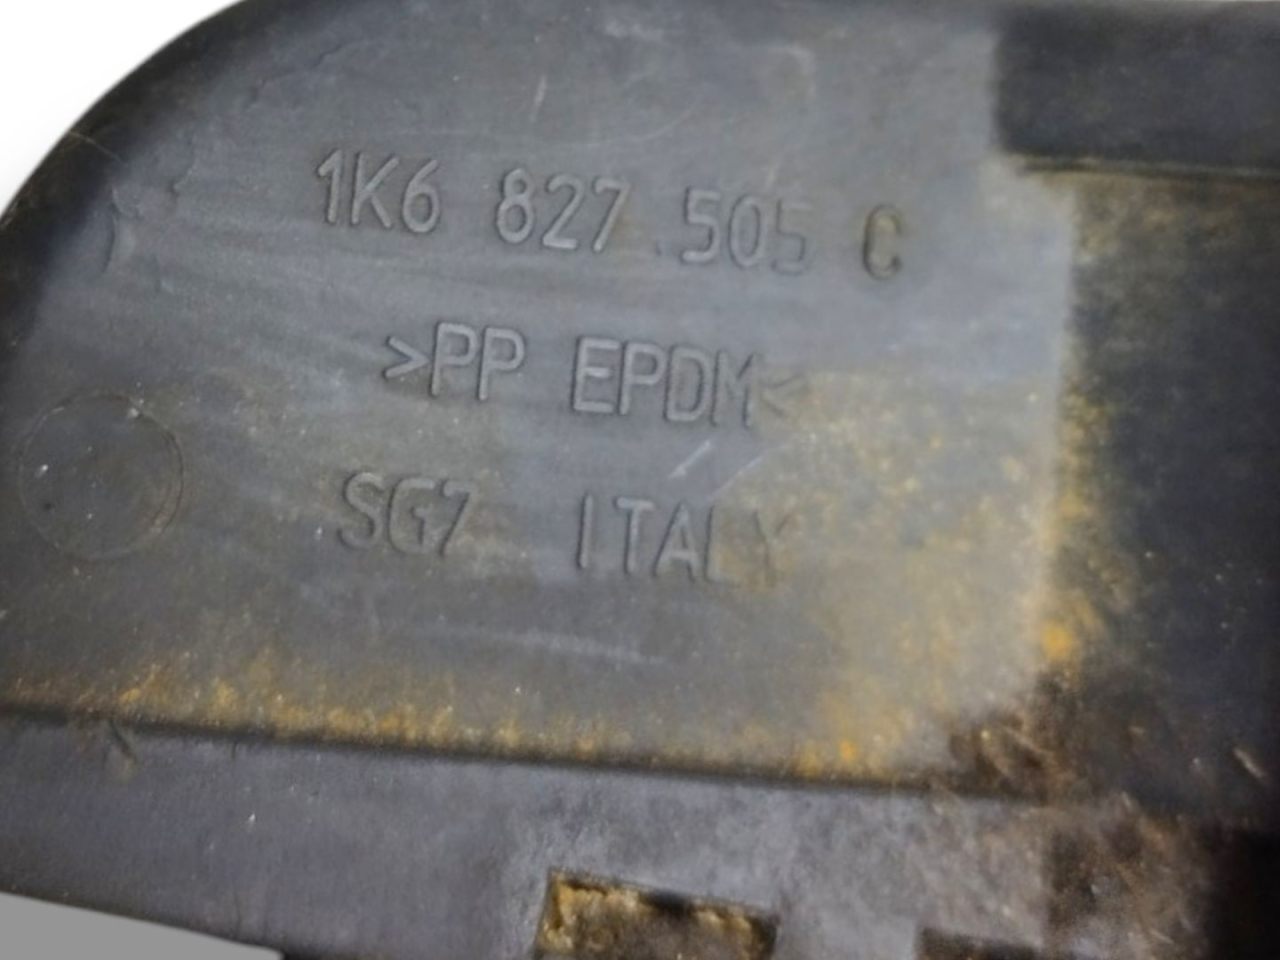 1K6 827 505 C
>PP EPDM<
SG7 ITALY